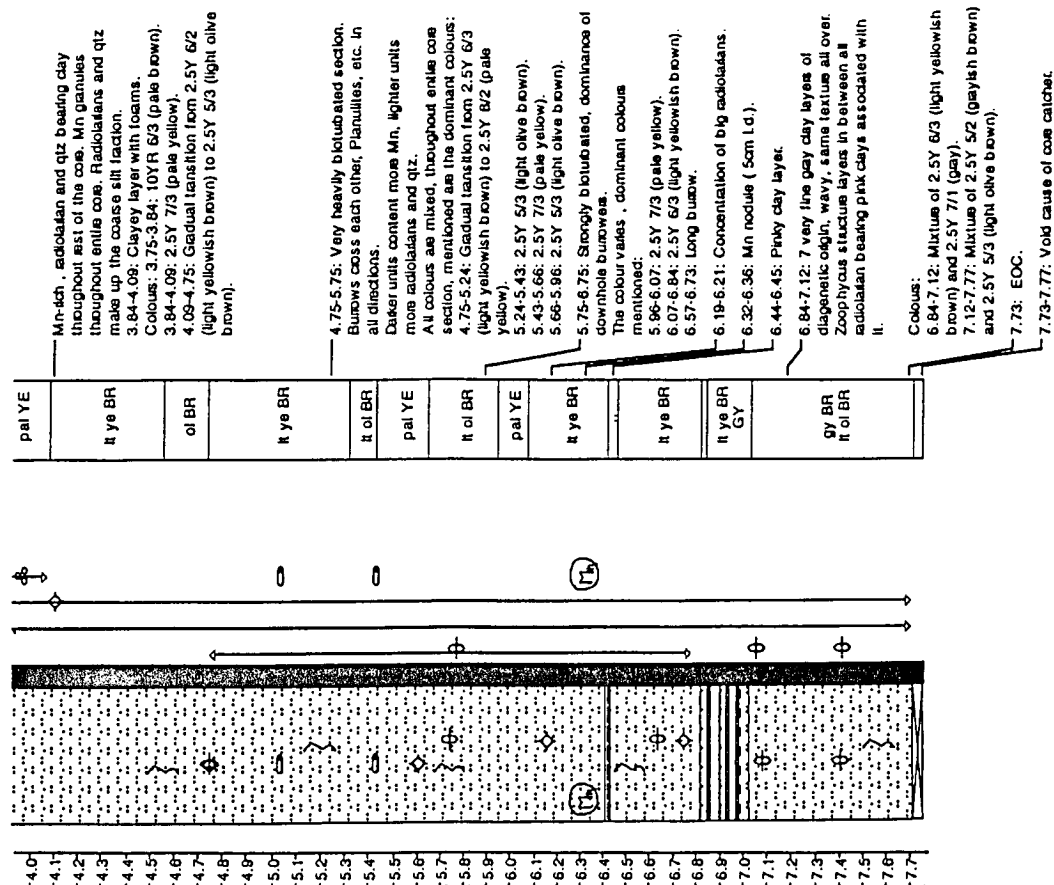 Mn-rich , radiolarian and qtz bearing clay
throughout rest of the core. Mn granules
throughout entire core. Radiolarians and qtz
make up the coarse silt fraction.
3.84-4.09: Clayey layer with foams.
Colours: 3.75-3.84: 10YR 6/3 (pale brown).
3.84-4.09: 2.5Y 7/3 (pale yellow).
4.09-4.75: Gradual transition from 2.5Y 6/2
(light yellowish brown) to 2.5Y 5/3 (light olive
brown).
4.75-5.75: Very heavily bioturbated section.
Burrows cross each other, Planulites, etc. in
all directions.
Darker units content more Mn, lighter units
more radiolarians and qtz.
All colours are mixed, throughout entire core
section, mentioned are the dominant colours:
4.75-5.24: Gradual transition from 2.5Y 6/3
(light yellowish brown) to 2.5Y 8/2 (pale
yellow).
5.24-5.43: 2.5Y 5/3 (light olive brown).
5.43-5.66: 2.5Y 7/3 (pale yellow).
5.66-5.96: 2.5Y 5/3 (light olive brown).
5.75-6.75: Strongly bioturbated, dominance of
downhole burrowers.
The colour varies , dominant colours
mentioned:
5.96-6.07: 2.5Y 7/3 (pale yellow).
6.07-6.84: 2.5Y 6/3 (light yellowish brown).
6.57-6.73: Long burrow.
6.19-6.21: Concentration of big radiolarians.
6.32-6.36: Mn nodule ( 5cm i.d.).
6.44-6.45: Pinky clay layer.
6.84-7.12: 7 very fine gray clay layers of
diagenetic origin, wavy, same texture all over.
Zoophycous structure layers in between all
radiolarian bearing pink clays associated with
it.
Colours:
6.84-7.12: Mixture of 2.5Y 6/3 (light yellowish
brown) and 2.5Y 7/1 (gray).
7.12-7.77: Mixture of 2.5Y 5/2 (grayish brown)
and 2.5Y 5/3 (light olive brown).
7.73: EOC.
7.73-7.77: Void cause of core catcher.
pal YE
lt ye BR
ol BR
lt ye BR
lt ol BR
pal YE
lt ol BR
pal YE
lt ye BR
lt ye BR
lt ye BR
GY
gy BR
lt ol BR
Mn
Mn
4.0
4.1
4.2
4.3
4.4
4.5
4.6
4.7
4.8
4.9
5.0
5.1
5.2
5.3
5.4
5.5
5.6
5.7
5.8
5.9
6.0
6.1
6.2
6.3
6.4
6.5
6.6
6.7
6.8
6.9
7.0
7.1
7.2
7.3
7.4
7.5
7.6
7.7